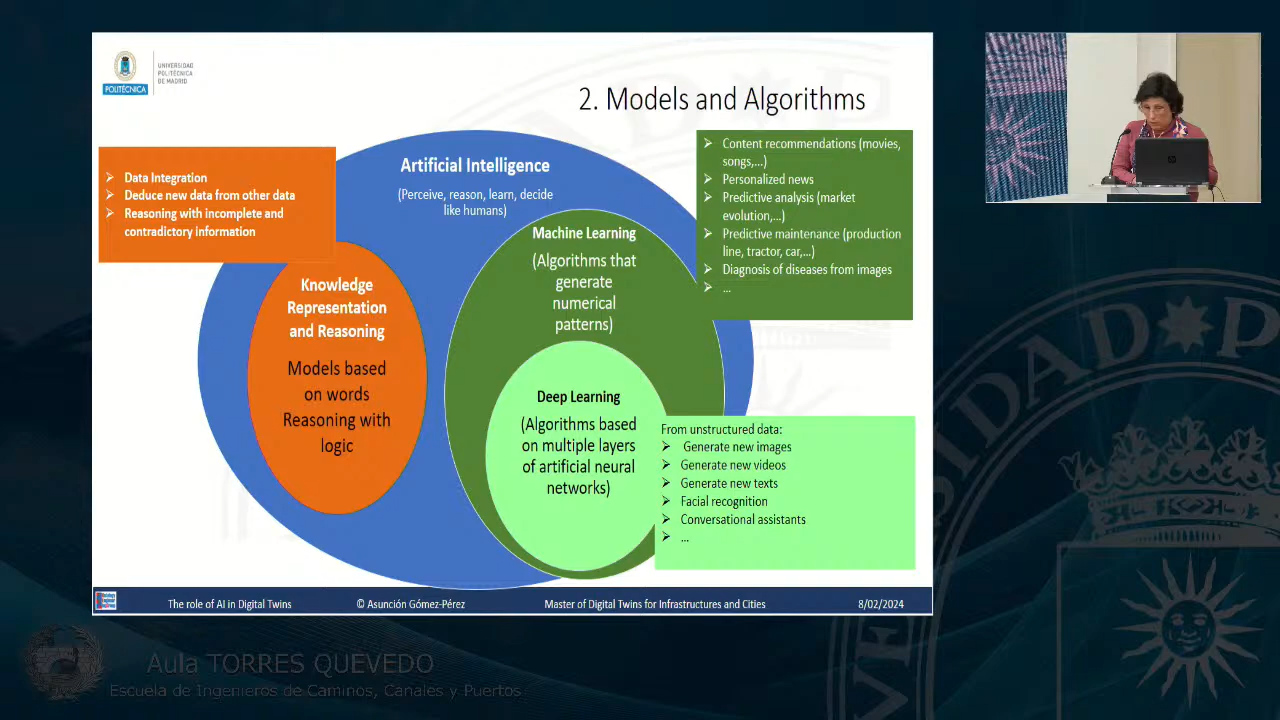 UNIVERSIDAD
POLITÉCNICA
DE MADRID
POLITÉCNICA
2. Models and Algorithms
Data Integration
Deduce new data from other data
Reasoning with incomplete and
contradictory information
Artificial Intelligence
(Perceive, reason, learn, decide
like humans)
Content recommendations (movies,
songs,...)
Personalized news
Predictive analysis (market
evolution,...)
Predictive maintenance (production
line, tractor, car,...)
Diagnosis of diseases from images
...
Machine Learning
(Algorithms that
generate
numerical
patterns)
Knowledge
Representation
and Reasoning
Models based
on words
Reasoning with
logic
Deep Learning
(Algorithms based
on multiple layers
of artificial neural
networks)
From unstructured data:
Generate new images
Generate new videos
Generate new texts
Facial recognition
Conversational assistants
...
The role of AI in Digital Twins
© Asunción Gómez-Pérez
Master of Digital Twins for Infrastructures and Cities
8/02/2024
Aula TORRES QUEVEDO
Escuela de Ingenieros de Caminos, Canales y Puertos